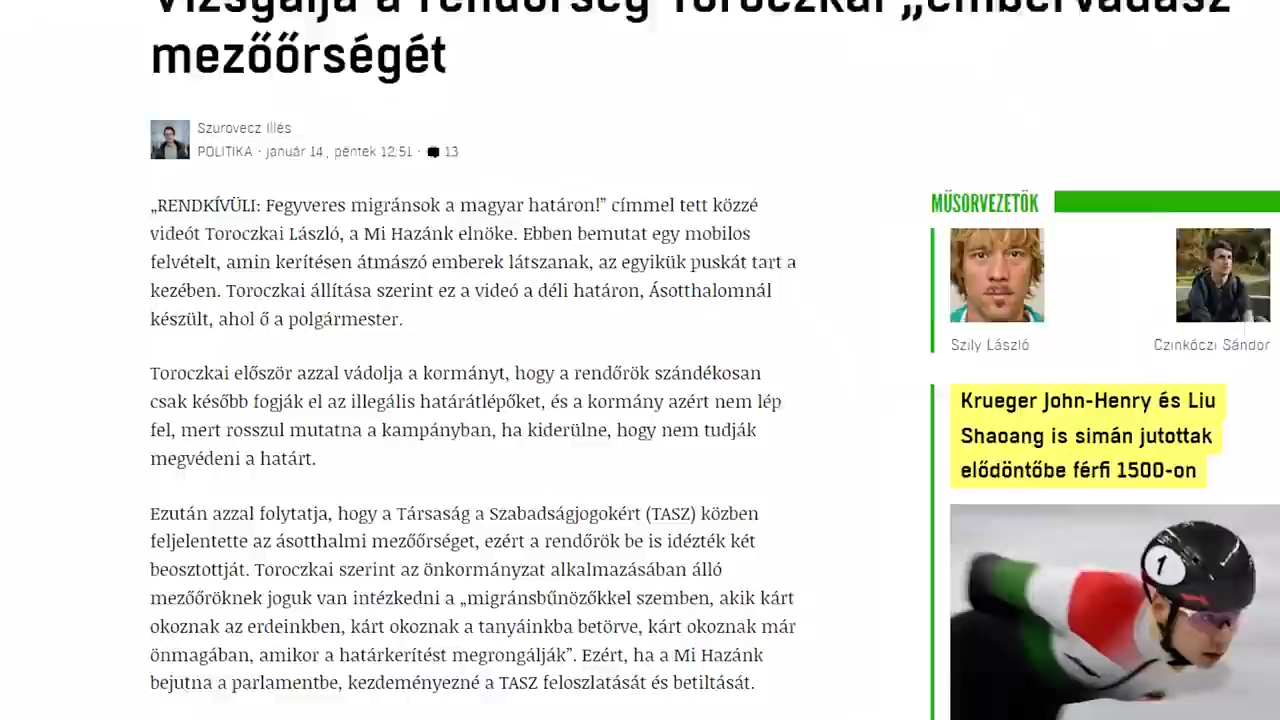 Vizsgálja a rendőrség Toroczkai „embervadász”
mezőőrségét
Szurovecz Illés
POLITIKA · január 14., péntek 12:51 · 13
„RENDKÍVÜLI: Fegyveres migránsok a magyar határon!” címmel tett közzé
videót Toroczkai László, a Mi Hazánk elnöke. Ebben bemutat egy mobilos
felvételt, amin kerítésen átmászó emberek látszanak, az egyikük puskát tart a
kezében. Toroczkai állítása szerint ez a videó a déli határon, Ásotthalomnál
készült, ahol ő a polgármester.
Toroczkai először azzal vádolja a kormányt, hogy a rendőrök szándékosan
csak később fogják el az illegális határátlépőket, és a kormány azért nem lép
fel, mert rosszul mutatna a kampányban, ha kiderülne, hogy nem tudják
megvédeni a határt.
Ezután azzal folytatja, hogy a Társaság a Szabadságjogokért (TASZ) közben
feljelentette az ásotthalmi mezőőrséget, ezért a rendőrök be is idézték két
beosztottját. Toroczkai szerint az önkormányzat alkalmazásában álló
mezőőröknek joguk van intézkedni a „migránsbűnözőkkel szemben, akik kárt
okoznak az erdeinkben, kárt okoznak a tanyáinkba betörve, kárt okoznak már
önmagában, amikor a határkerítést megrongálják”. Ezért, ha a Mi Hazánk
bejutna a parlamentbe, kezdeményezné a TASZ feloszlatását és betiltását.
MŰSORVEZETŐK
Szily László
Czinkóczi Sándor
Krueger John-Henry és Liu
Shaoang is simán jutottak
elődöntőbe férfi 1500-on
1